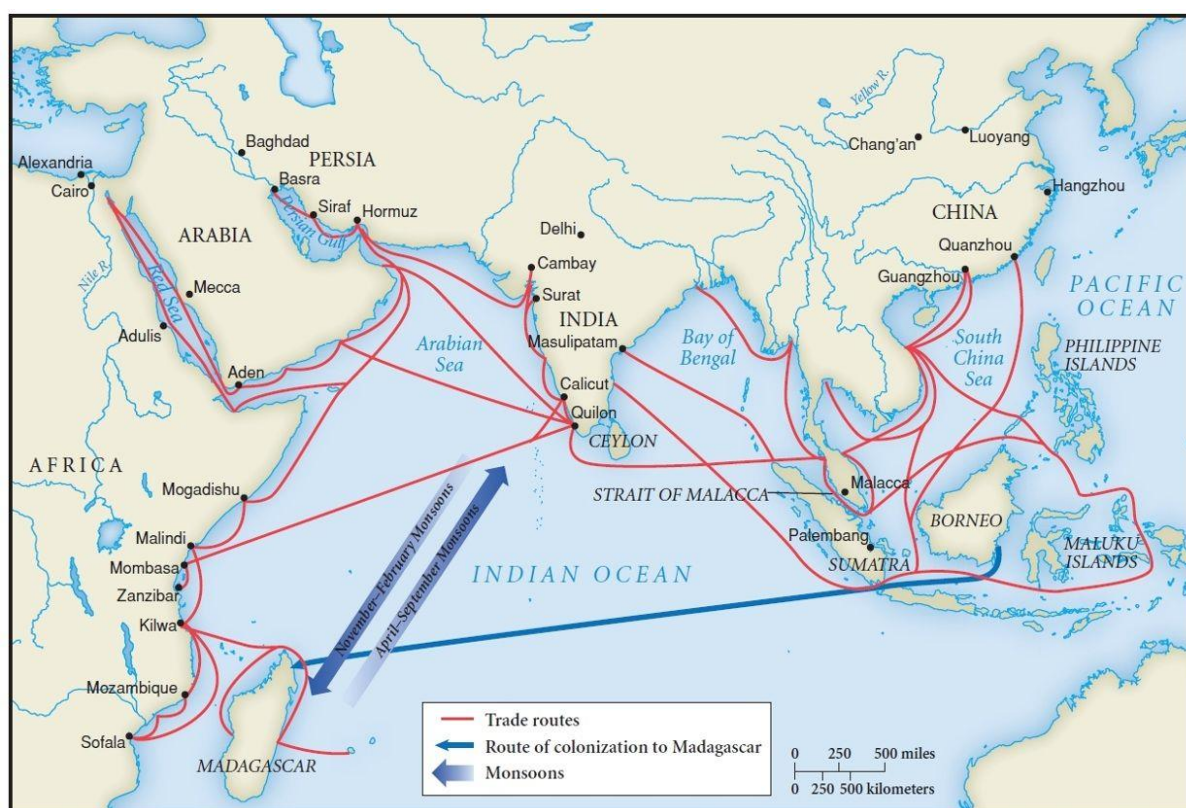 Alexandria
Cairo
Nile R.
Baghdad
PERSIA
Basra
Siraf
Hormuz
Persian Gulf
ARABIA
Red Sea
Mecca
Adulis
Aden
Arabian
Sea
Delhi
Cambay
Surat
INDIA
Masulipatam
Calicut
Quilon
CEYLON
Bay of
Bengal
Yellow R.
Chang'an
Luoyang
Hangzhou
CHINA
Quanzhou
Guangzhou
PACIFIC
OCEAN
South
China
Sea
PHILIPPINE
ISLANDS
AFRICA
Mogadishu
Malindi
Mombasa
Zanzibar
Kilwa
Mozambique
Sofala
MADAGASCAR
November–February Monsoons
April–September Monsoons
INDIAN OCEAN
STRAIT OF MALACCA
Malacca
Palembang
SUMATRA
BORNEO
MALUKU
ISLANDS
Trade routes
Route of colonization to Madagascar
Monsoons
0 250 500 miles
0 250 500 kilometers